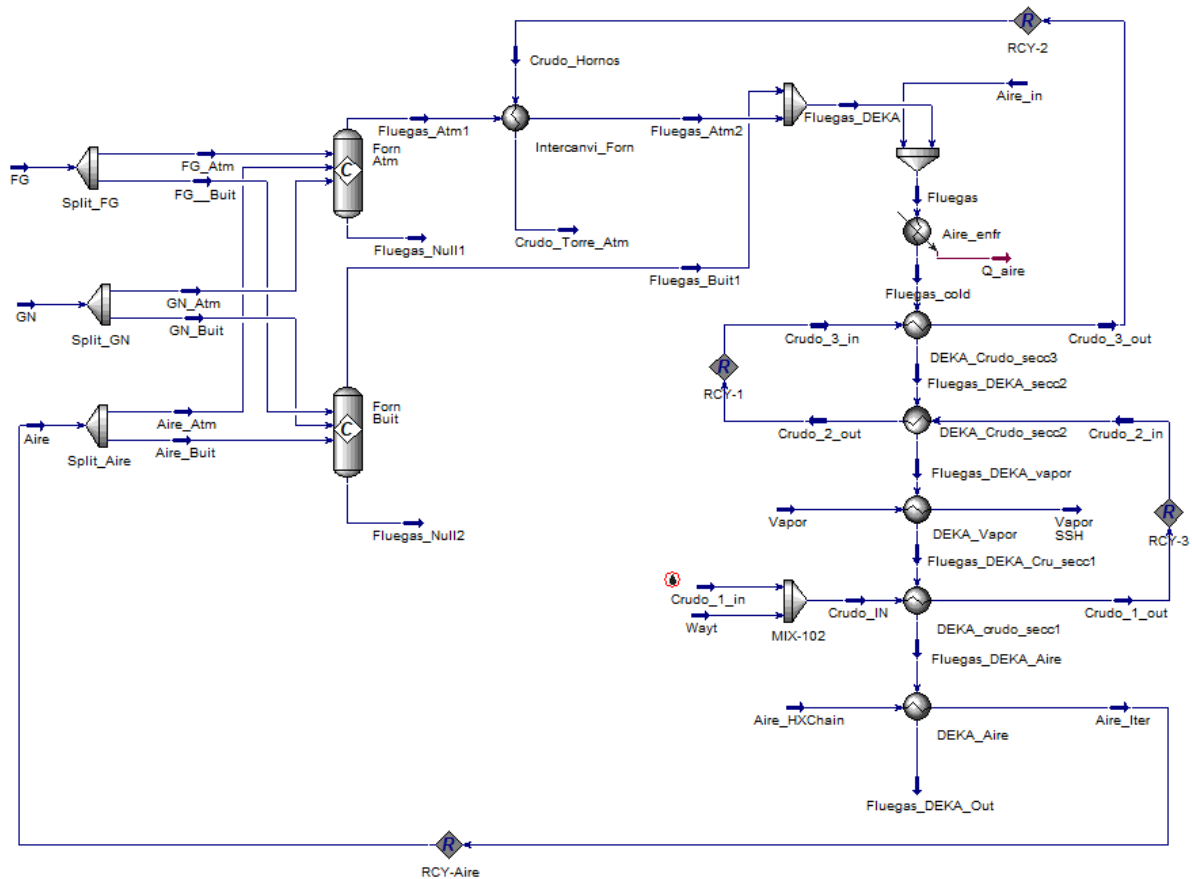 R
RCY-2
Crudo_Hornos
Aire_in
Fluegas_Atm1
Intercanvi_Forn
Fluegas_Atm2
Fluegas_DEKA
Forn
Atm
C
FG
Split_FG
FG_Atm
FG__Buit
Fluegas_Null1
Crudo_Torre_Atm
Fluegas
Aire_enfr
Q_aire
Fluegas_Buit1
Fluegas_cold
GN
Split_GN
GN_Atm
GN_Buit
Crudo_3_in
Crudo_3_out
DEKA_Crudo_secc3
R
RCY-1
Fluegas_DEKA_secc2
Forn
Buit
C
Aire
Split_Aire
Aire_Atm
Aire_Buit
Crudo_2_out
DEKA_Crudo_secc2
Crudo_2_in
Fluegas_DEKA_vapor
Fluegas_Null2
Vapor
DEKA_Vapor
Vapor
SSH
R
RCY-3
Fluegas_DEKA_Cru_secc1
Crudo_1_in
Wayt
MIX-102
Crudo_IN
DEKA_crudo_secc1
Crudo_1_out
Fluegas_DEKA_Aire
Aire_HXChain
DEKA_Aire
Aire_Iter
Fluegas_DEKA_Out
R
RCY-Aire